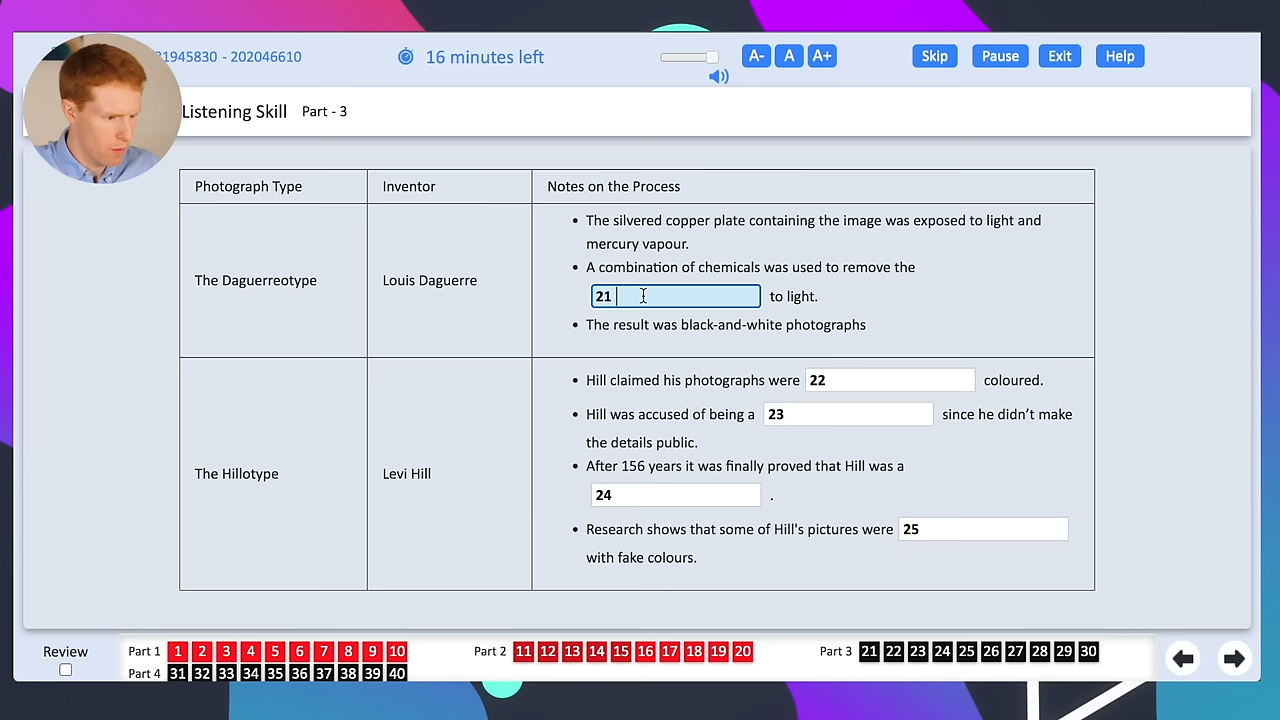 31945830 - 202046610
16 minutes left
A- A A+
Skip Pause Exit Help
Listening Skill Part - 3
Photograph Type Inventor Notes on the Process
The Daguerreotype Louis Daguerre
• The silvered copper plate containing the image was exposed to light and
mercury vapour.
• A combination of chemicals was used to remove the
21 to light.
• The result was black-and-white photographs
The Hillotype Levi Hill
• Hill claimed his photographs were 22 coloured.
• Hill was accused of being a 23 since he didn't make
the details public.
• After 156 years it was finally proved that Hill was a
24 .
• Research shows that some of Hill's pictures were 25
with fake colours.
Review
Part 1 1 2 3 4 5 6 7 8 9 10 Part 2 11 12 13 14 15 16 17 18 19 20 Part 3 21 22 23 24 25 26 27 28 29 30
Part 4 31 32 33 34 35 36 37 38 39 40